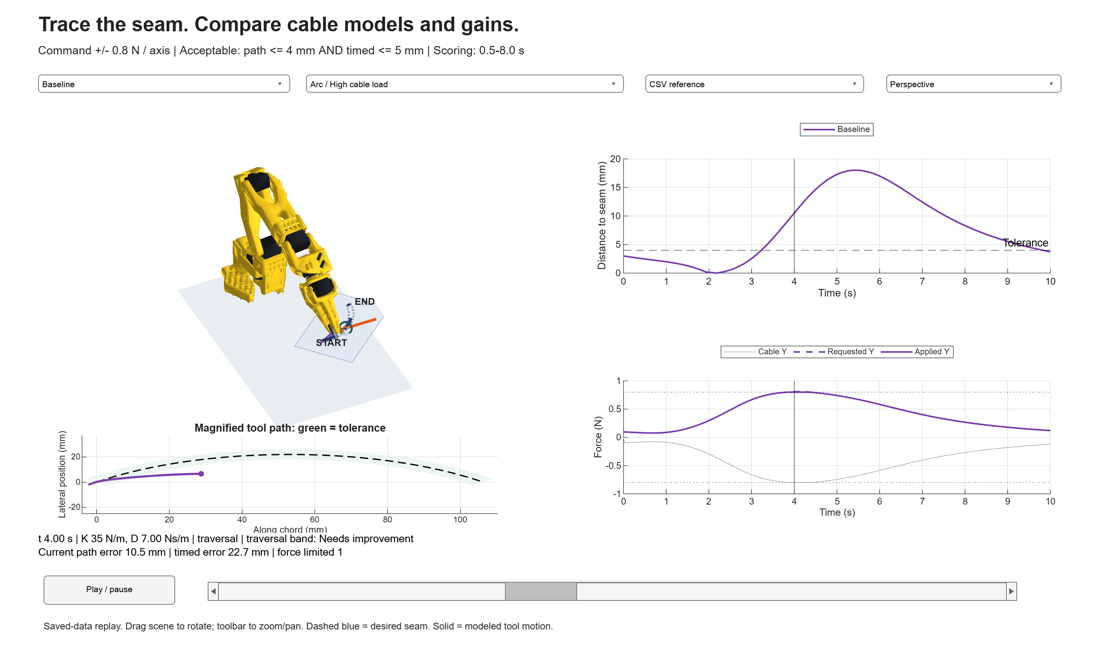 Trace the seam. Compare cable models and gains.
Command +/- 0.8 N / axis | Acceptable: path <= 4 mm AND timed <= 5 mm | Scoring: 0.5-8.0 s
Baseline
Arc / High cable load
CSV reference
Perspective
END
START
Magnified tool path: green = tolerance
Lateral position (mm)
20
0
-20
0 20 40 60 80 100
Along chord (mm)
Baseline
Distance to seam (mm)
20
15
10
5
0
Tolerance
0 1 2 3 4 5 6 7 8 9 10
Time (s)
Cable Y Requested Y Applied Y
Force (N)
1
0.5
0
-0.5
-1
0 1 2 3 4 5 6 7 8 9 10
Time (s)
t 4.00 s | K 35 N/m, D 7.00 Ns/m | traversal | traversal band: Needs improvement
Current path error 10.5 mm | timed error 22.7 mm | force limited 1
Play / pause
Saved-data replay. Drag scene to rotate; toolbar to zoom/pan. Dashed blue = desired seam. Solid = modeled tool motion.